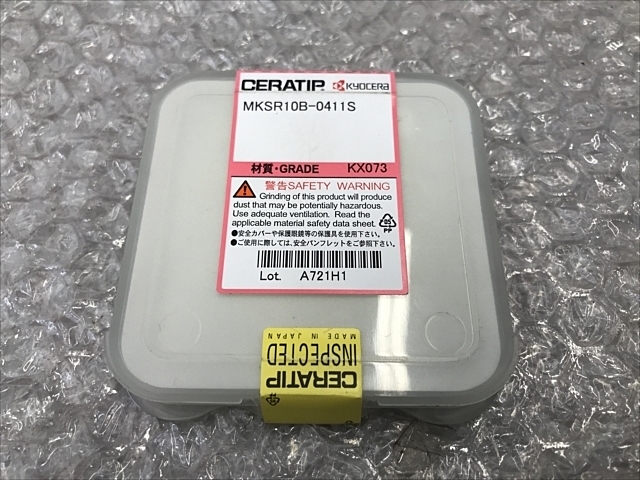 CERATIP KYOCERA
MKSR10B-0411S
材質・GRADE KX073
警告SAFETY WARNING
Grinding of this product will produce
dust that may be potentially hazardous.
Use adequate ventilation. Read the
applicable material safety data sheet.
PP
●安全カバーや保護眼鏡等の保護具を使用下さい。
●ご使用に際しては、安全パンフレットをご参照下さい。
Lot. A721H1
CERATIP
INSPECTED
MADE IN JAPAN